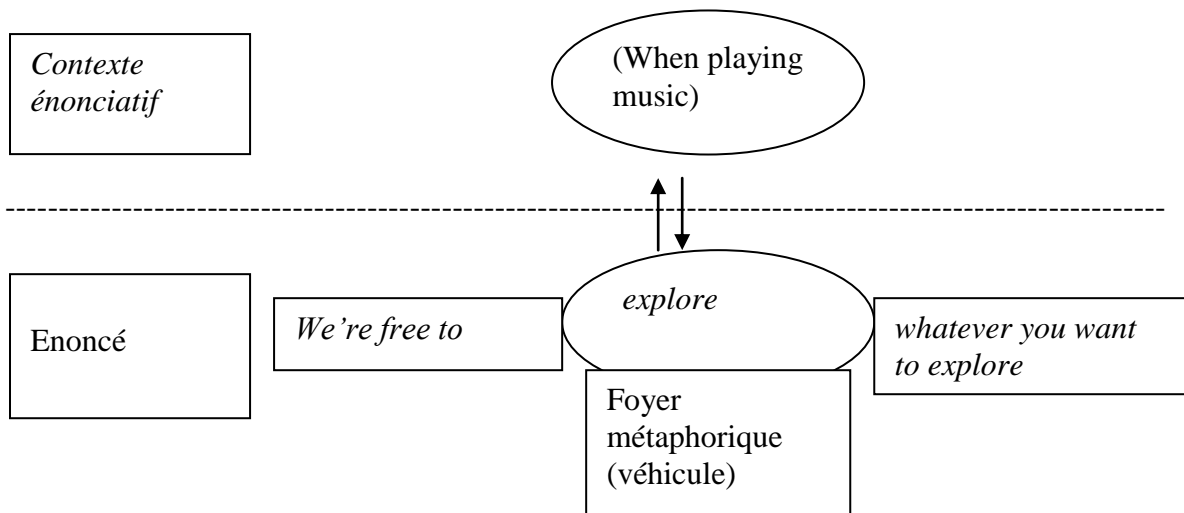 Contexte
énonciatif
(When playing
music)
Enoncé
We’re free to
explore
whatever you want
to explore
Foyer
métaphorique
(véhicule)